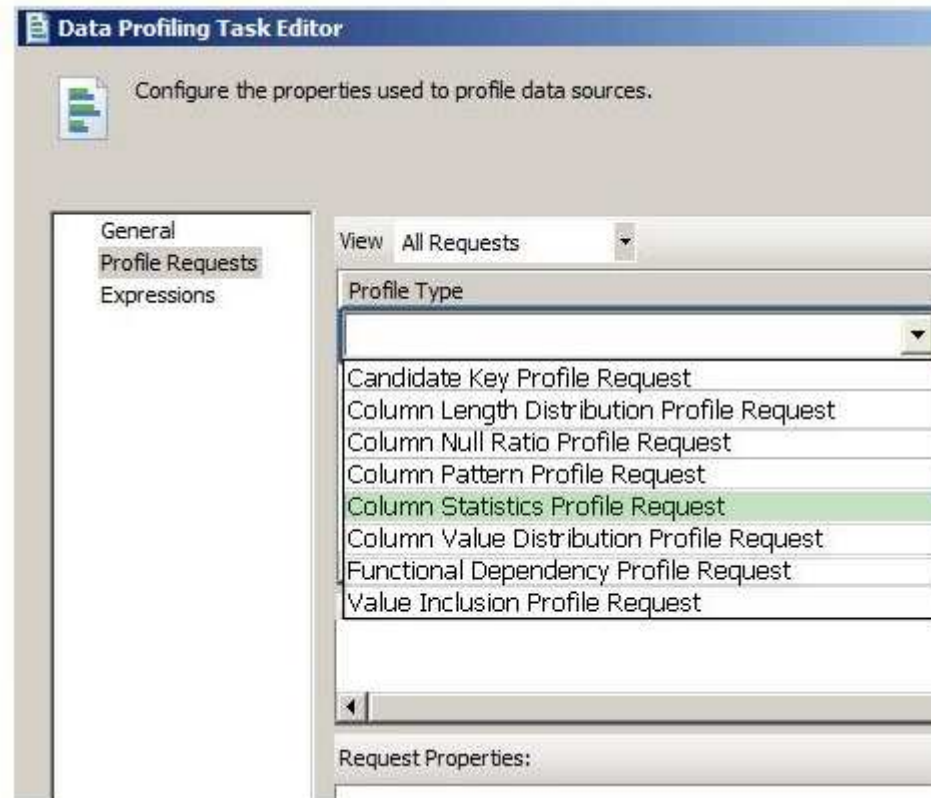 Data Profiling Task Editor
Configure the properties used to profile data sources.
General
Profile Requests
Expressions
View All Requests
Profile Type
Candidate Key Profile Request
Column Length Distribution Profile Request
Column Null Ratio Profile Request
Column Pattern Profile Request
Column Statistics Profile Request
Column Value Distribution Profile Request
Functional Dependency Profile Request
Value Inclusion Profile Request
Request Properties: